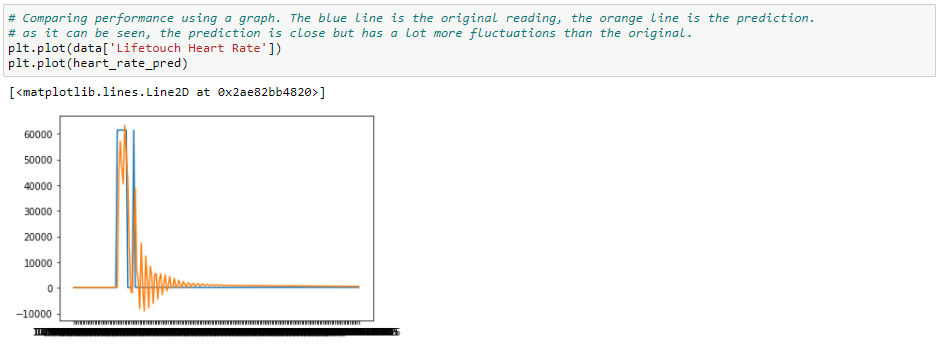 # Comparing performance using a graph. The blue line is the original reading, the orange line is the prediction.
# as it can be seen, the prediction is close but has a lot more fluctuations than the original.
plt.plot(data['Lifetouch Heart Rate'])
plt.plot(heart_rate_pred)
[<matplotlib.lines.Line2D at 0x2ae82bb4820>]
60000
50000
40000
30000
20000
10000
0
−10000